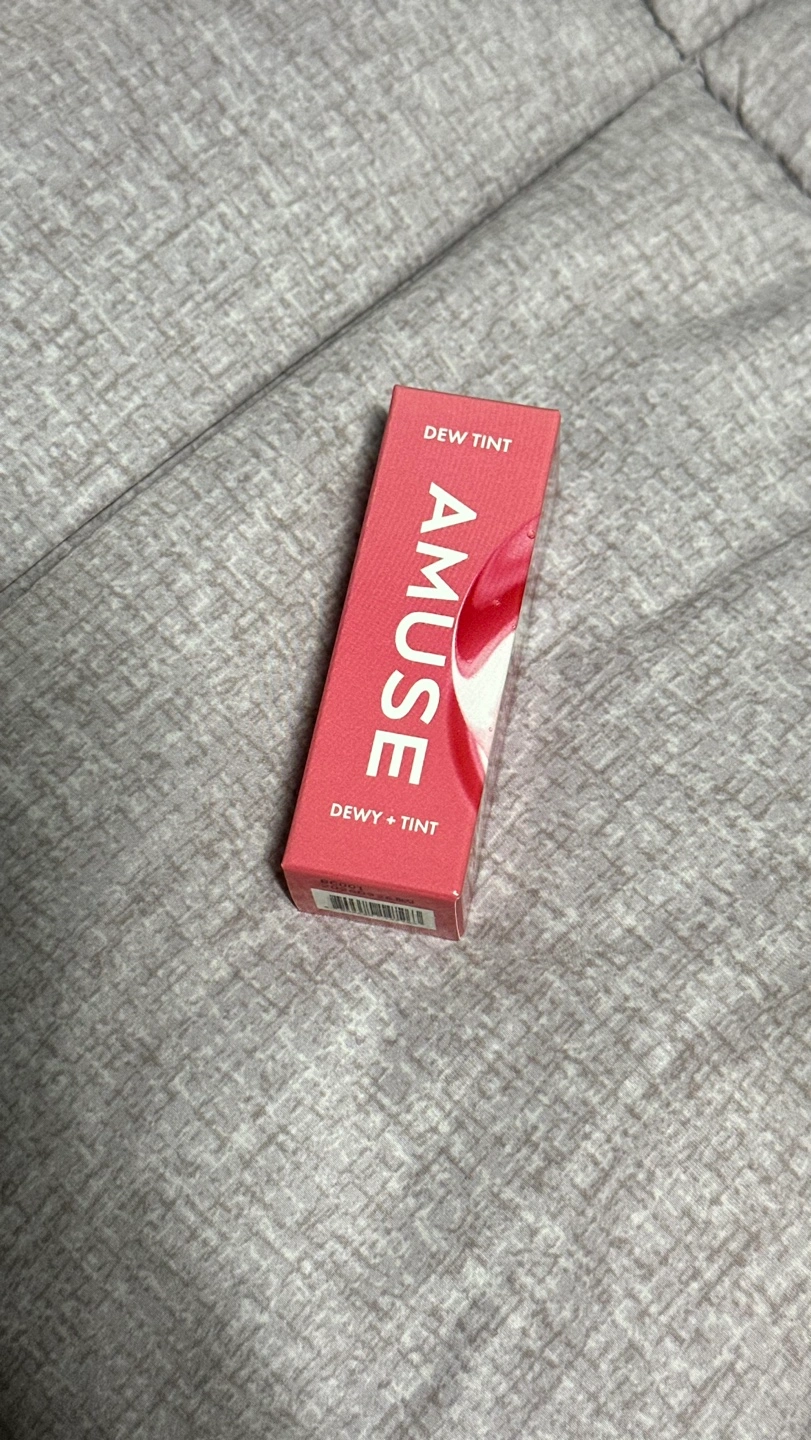 DEW TINT
AMUSE
DEWY + TINT